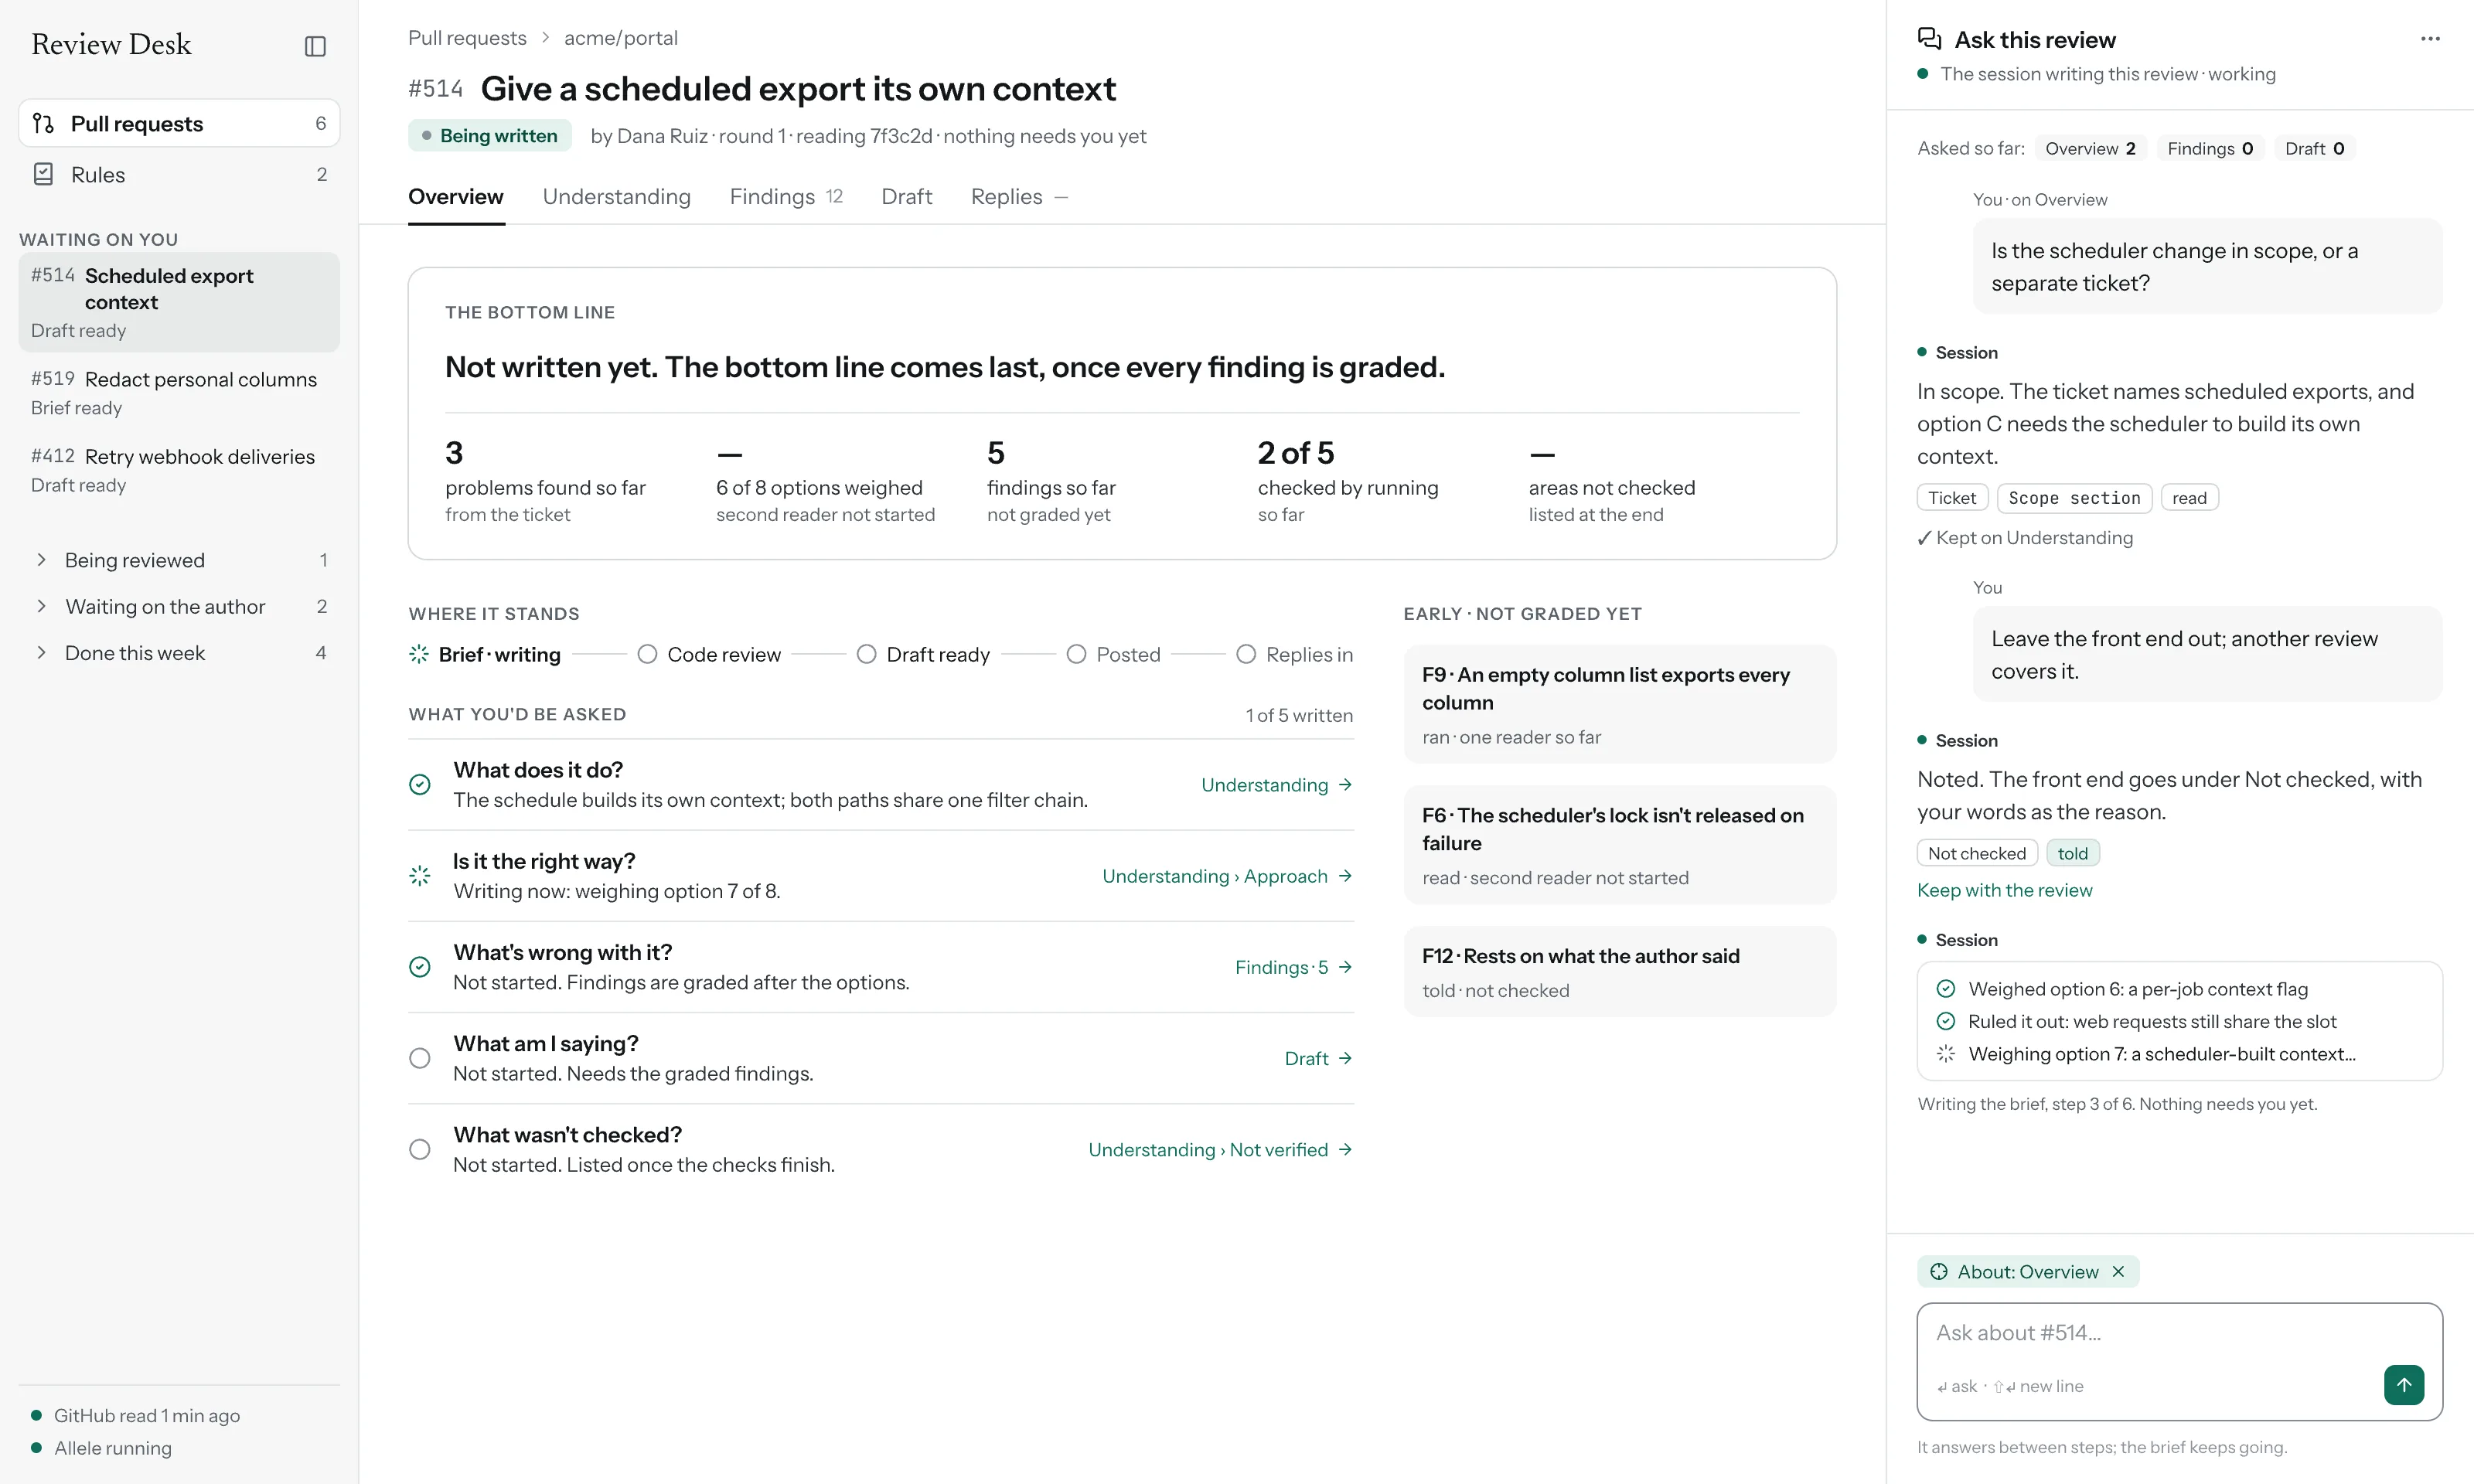 Review Desk
Pull requests 6
Rules 2
WAITING ON YOU
#514 Scheduled export
context
Draft ready
#519 Redact personal columns
Brief ready
#412 Retry webhook deliveries
Draft ready
Being reviewed 1
Waiting on the author 2
Done this week 4
GitHub read 1 min ago
Allele running
Pull requests > acme/portal
#514 Give a scheduled export its own context
Being written by Dana Ruiz · round 1 · reading 7f3c2d · nothing needs you yet
Overview Understanding Findings 12 Draft Replies —
THE BOTTOM LINE
Not written yet. The bottom line comes last, once every finding is graded.
3 — 5 2 of 5 —
problems found so far 6 of 8 options weighed findings so far checked by running areas not checked
from the ticket second reader not started not graded yet so far listed at the end
WHERE IT STANDS
Brief · writing Code review Draft ready Posted Replies in
WHAT YOU'D BE ASKED 1 of 5 written
What does it do?
The schedule builds its own context; both paths share one filter chain.
Understanding →
Is it the right way?
Writing now: weighing option 7 of 8.
Understanding › Approach →
What's wrong with it?
Not started. Findings are graded after the options.
Findings · 5 →
What am I saying?
Not started. Needs the graded findings.
Draft →
What wasn't checked?
Not started. Listed once the checks finish.
Understanding › Not verified →
EARLY · NOT GRADED YET
F9 · An empty column list exports every
column
ran · one reader so far
F6 · The scheduler's lock isn't released on
failure
read · second reader not started
F12 · Rests on what the author said
told · not checked
Ask this review
The session writing this review · working
Asked so far: Overview 2 Findings 0 Draft 0
You · on Overview
Is the scheduler change in scope, or a
separate ticket?
Session
In scope. The ticket names scheduled exports, and
option C needs the scheduler to build its own
context.
Ticket Scope section read
✓ Kept on Understanding
You
Leave the front end out; another review
covers it.
Session
Noted. The front end goes under Not checked, with
your words as the reason.
Not checked told
Keep with the review
Session
Weighed option 6: a per-job context flag
Ruled it out: web requests still share the slot
Weighing option 7: a scheduler-built context…
Writing the brief, step 3 of 6. Nothing needs you yet.
About: Overview ×
Ask about #514…
↲ ask · ⇧↲ new line
It answers between steps; the brief keeps going.